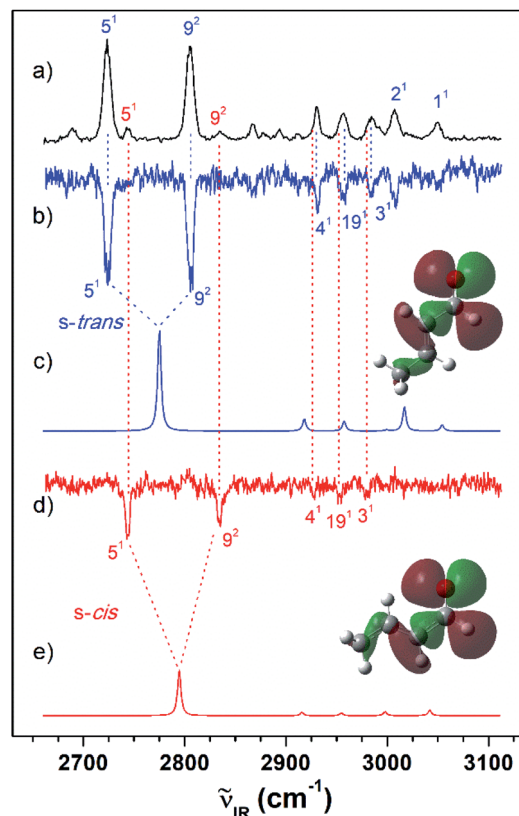 5¹ 9²
a)
5¹ 9² 2¹ 1¹
b)
4¹ 19¹ 3¹
5¹ 9²
s-trans
c)
d)
4¹ 19¹ 3¹
5¹ 9²
s-cis
e)
2700 2800 2900 3000 3100
ν̃IR (cm⁻¹)